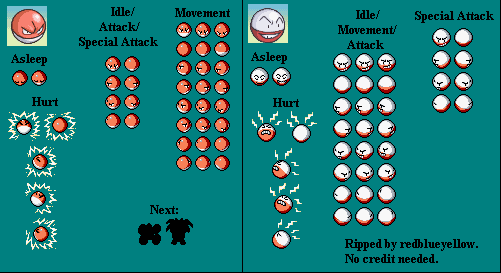 Idle/
Attack/
Special Attack
Movement
Asleep
Hurt
Next:
Idle/
Movement/
Attack
Special Attack
Asleep
Hurt
Ripped by redblueyellow.
No credit needed.